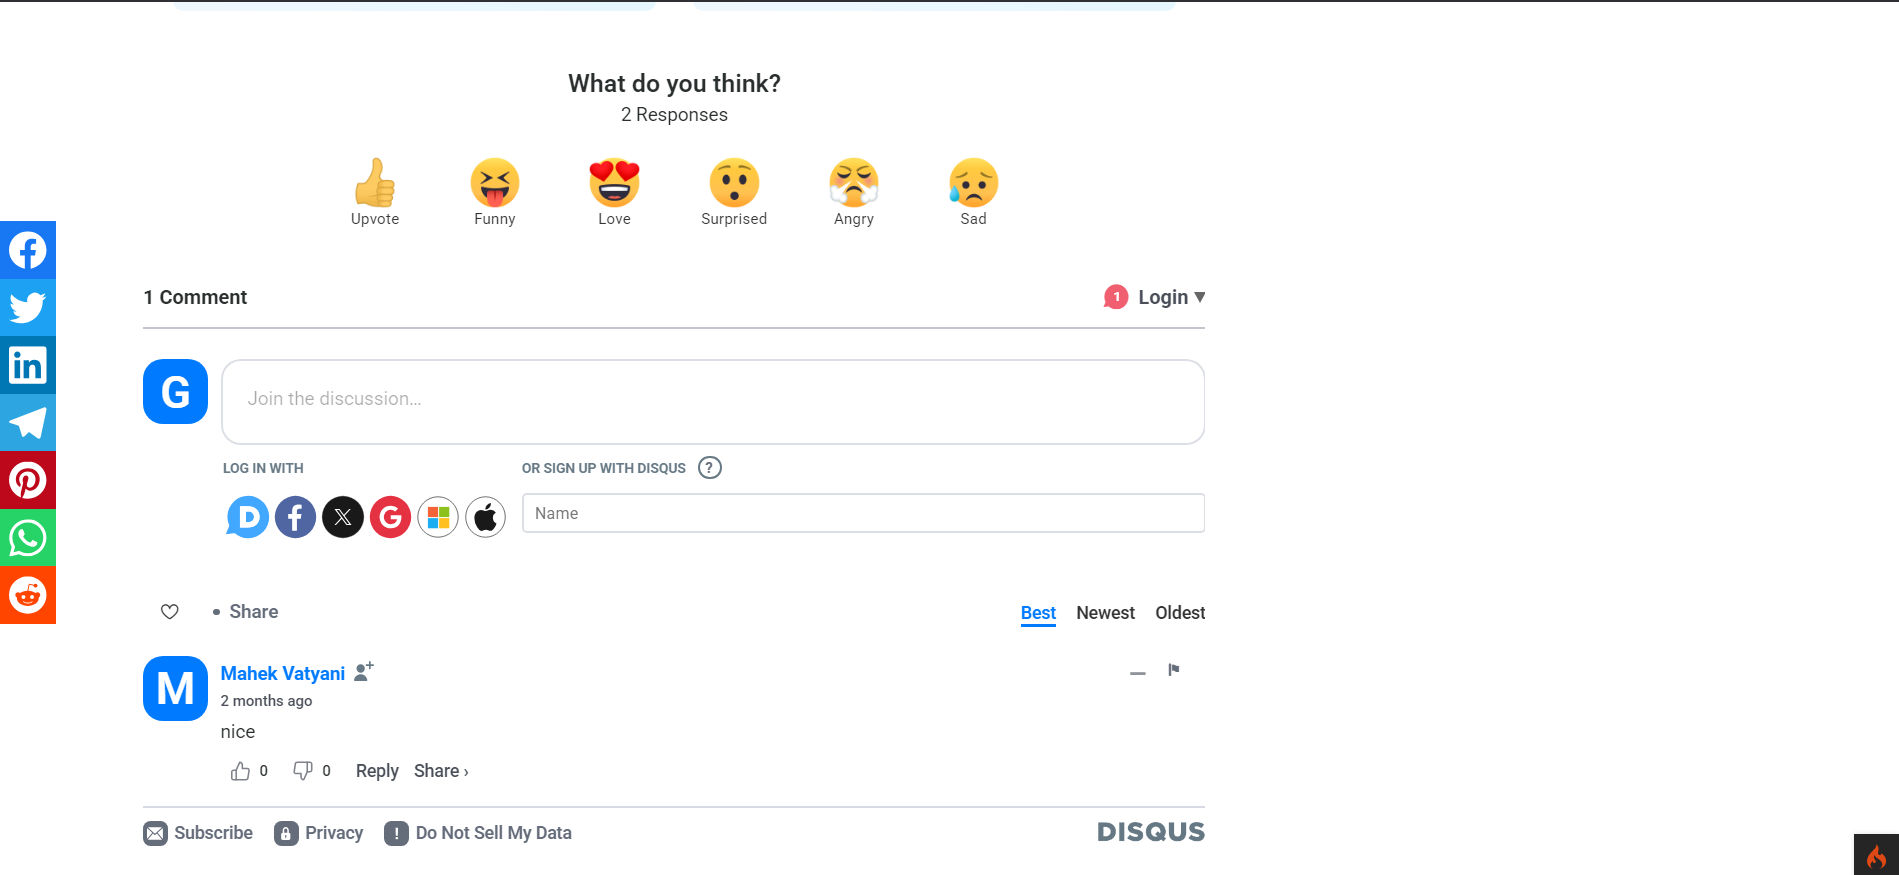 What do you think?
2 Responses
Upvote Funny Love Surprised Angry Sad
1 Comment
1 Login
G
Join the discussion...
LOG IN WITH
OR SIGN UP WITH DISQUS ?
Name
• Share
Best Newest Oldest
M
Mahek Vatyani
2 months ago
nice
0 0 Reply Share ›
Subscribe Privacy Do Not Sell My Data
DISQUS